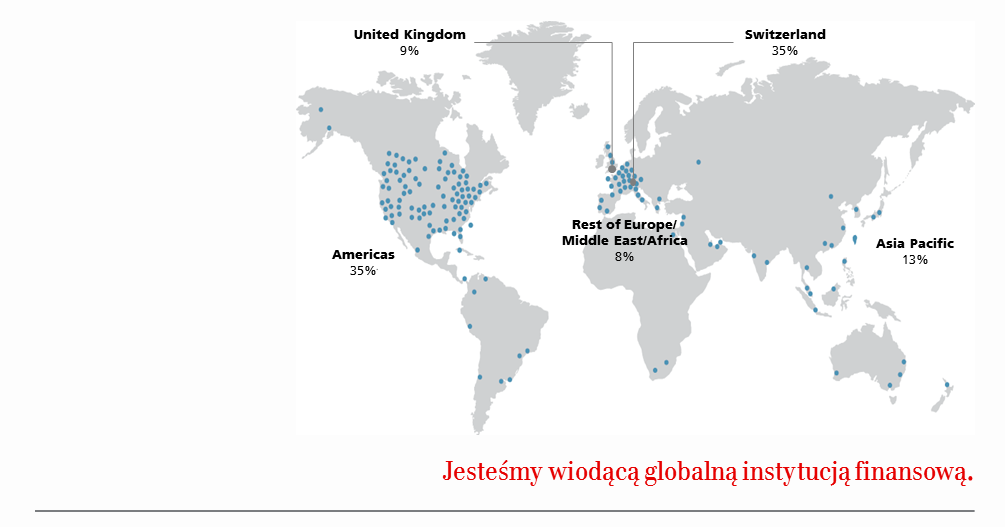 United Kingdom
9%
Switzerland
35%
Rest of Europe/
Middle East/Africa
8%
Americas
35%
Asia Pacific
13%
Jesteśmy wiodącą globalną instytucją finansową.